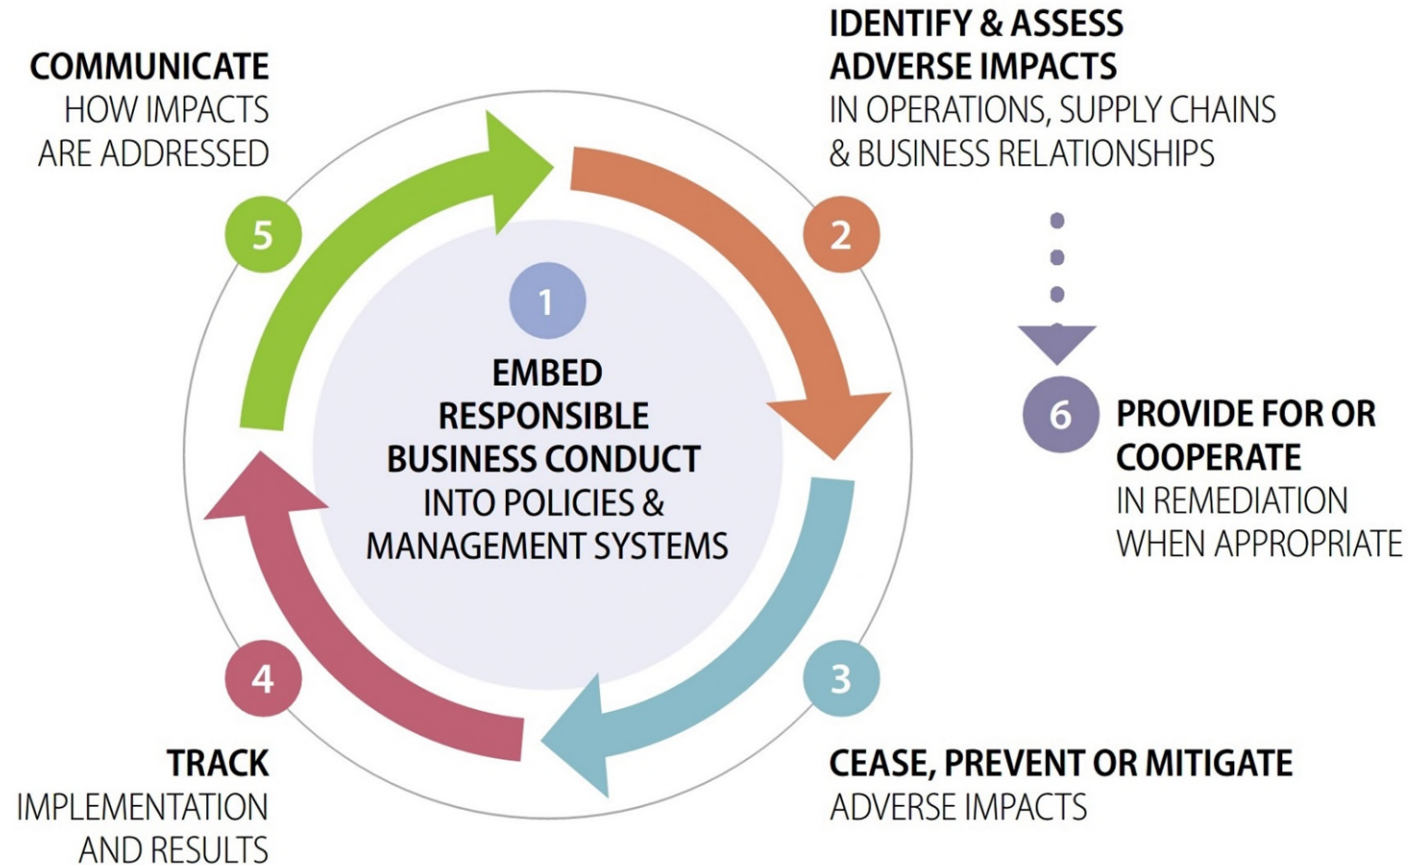 1
EMBED
RESPONSIBLE
BUSINESS CONDUCT
INTO POLICIES &
MANAGEMENT SYSTEMS
2
IDENTIFY & ASSESS
ADVERSE IMPACTS
IN OPERATIONS, SUPPLY CHAINS
& BUSINESS RELATIONSHIPS
3
CEASE, PREVENT OR MITIGATE
ADVERSE IMPACTS
4
TRACK
IMPLEMENTATION
AND RESULTS
5
COMMUNICATE
HOW IMPACTS
ARE ADDRESSED
6
PROVIDE FOR OR
COOPERATE
IN REMEDIATION
WHEN APPROPRIATE